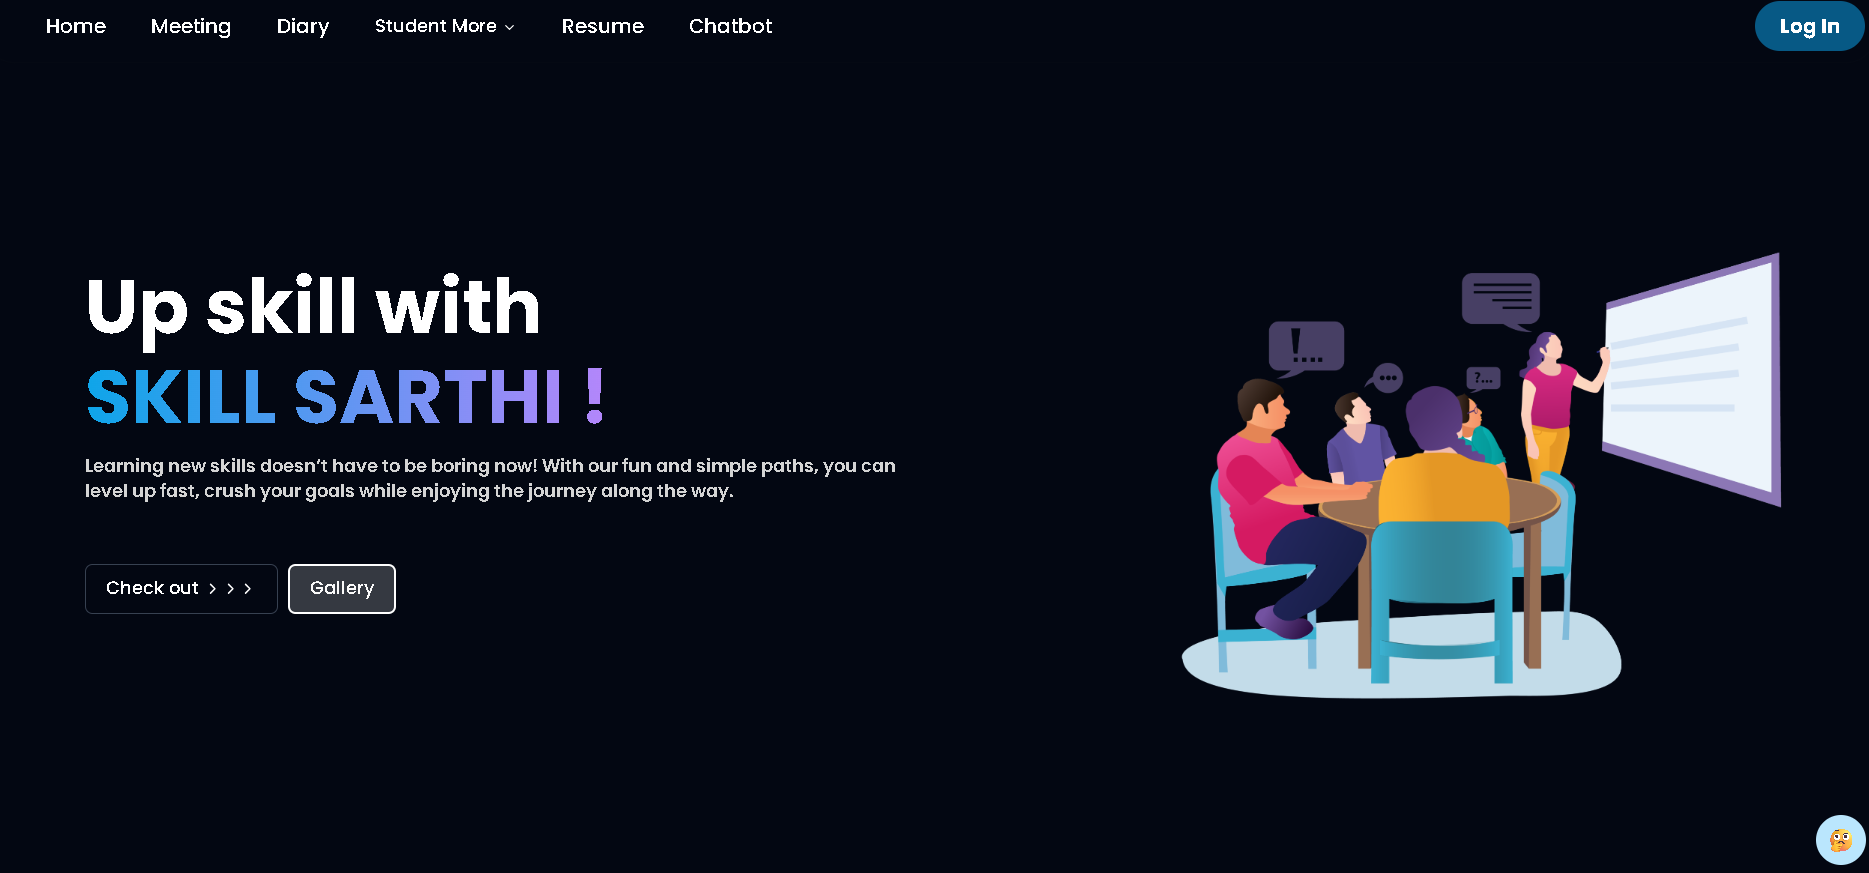 Home Meeting Diary Student More Resume Chatbot Log In
Up skill with
SKILL SARTHI !
Learning new skills doesn't have to be boring now! With our fun and simple paths, you can
level up fast, crush your goals while enjoying the journey along the way.
Check out > > > Gallery
!....
?...